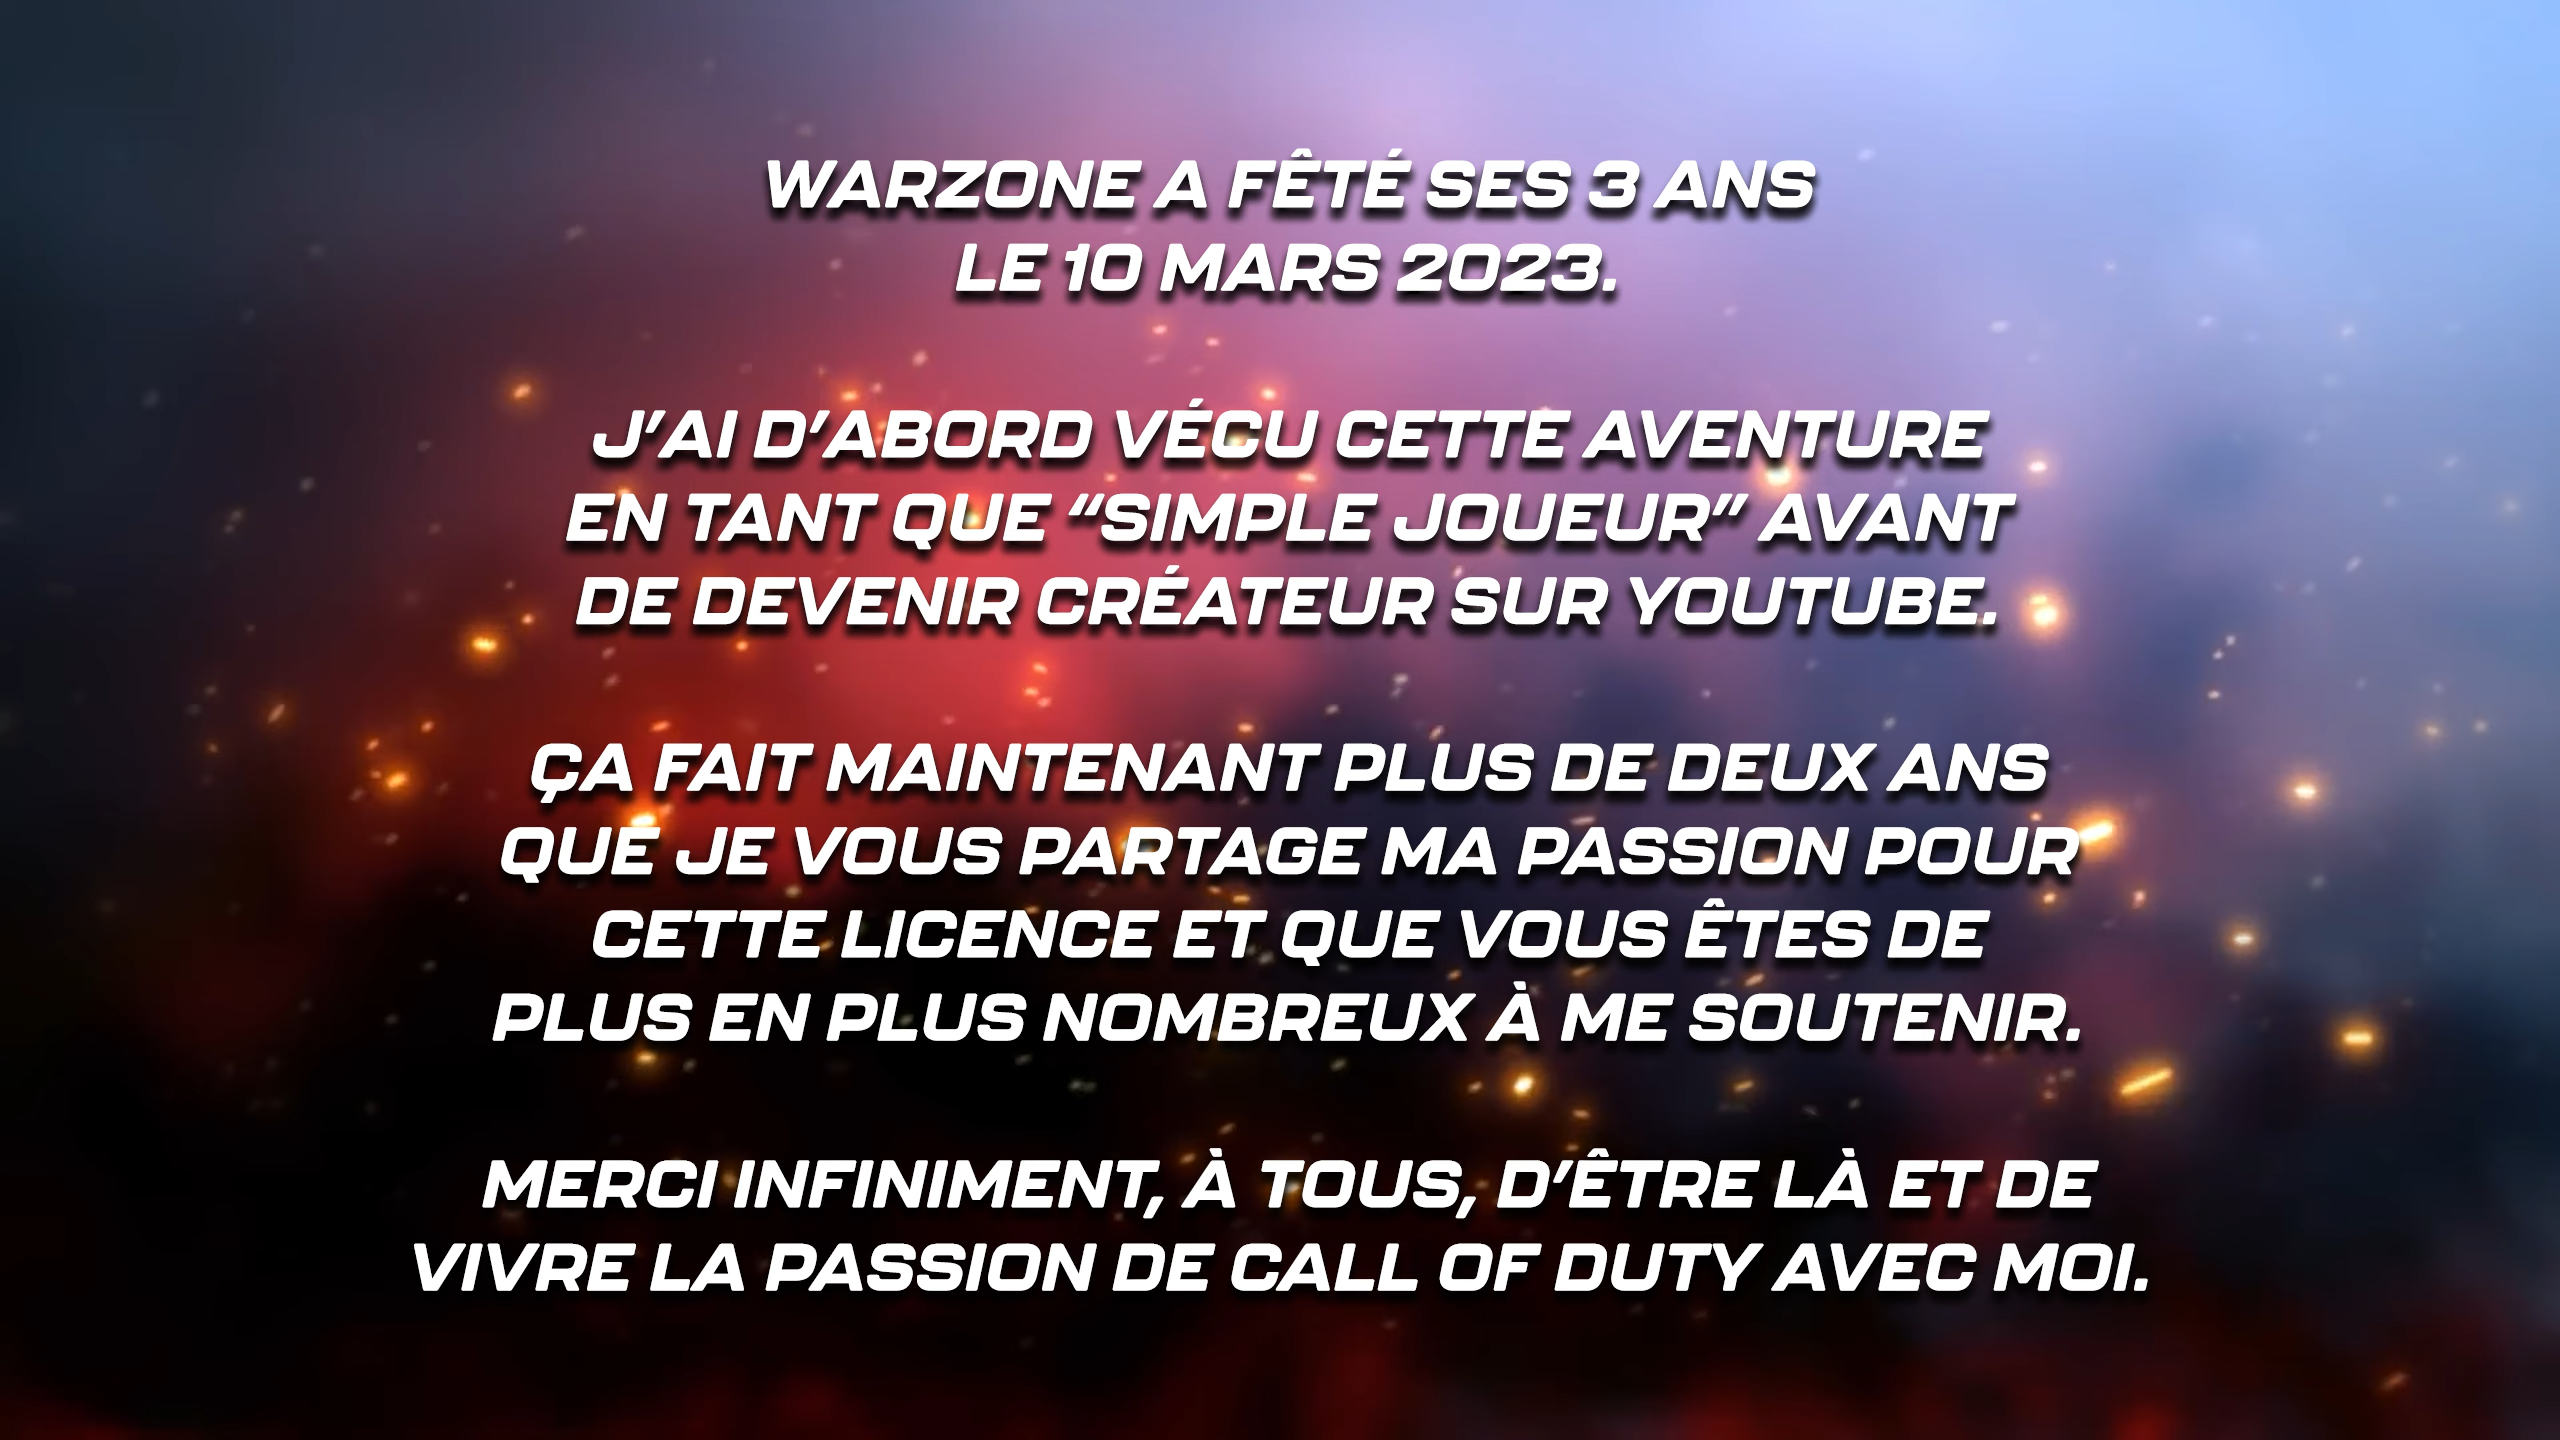 WARZONE A FÊTÉ SES 3 ANS
LE 10 MARS 2023.
J’AI D’ABORD VÉCU CETTE AVENTURE
EN TANT QUE “SIMPLE JOUEUR” AVANT
DE DEVENIR CRÉATEUR SUR YOUTUBE.
ÇA FAIT MAINTENANT PLUS DE DEUX ANS
QUE JE VOUS PARTAGE MA PASSION POUR
CETTE LICENCE ET QUE VOUS ÊTES DE
PLUS EN PLUS NOMBREUX À ME SOUTENIR.
MERCI INFINIMENT, À TOUS, D’ÊTRE LÀ ET DE
VIVRE LA PASSION DE CALL OF DUTY AVEC MOI.